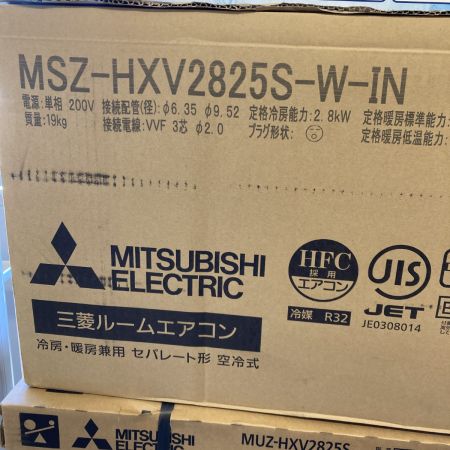 MSZ-HXV2825S-W-IN
電源:単相 200V 接続配管(径):φ6.35 φ9.52 定格冷房能力:2.8kW 定格暖房標準能力:
質量:19kg 接続電線:VVF 3芯 φ2.0 プラグ形状: 定格暖房低温能力:
MITSUBISHI
ELECTRIC
三菱ルームエアコン
冷房・暖房兼用 セパレート形 空冷式
HFC
採用
エアコン
冷媒 R32
JIS
JET
JE0308014
MITSUBISHI
ELECTRIC
MUZ-HXV2825S